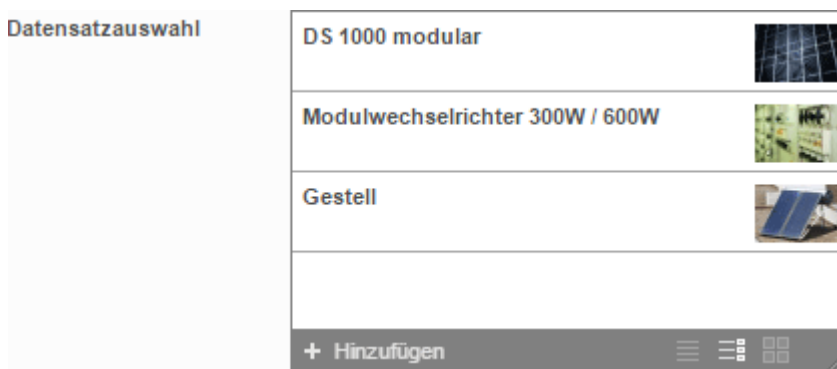 Datensatzauswahl
DS 1000 modular
Modulwechselrichter 300W / 600W
Gestell
+ Hinzufügen